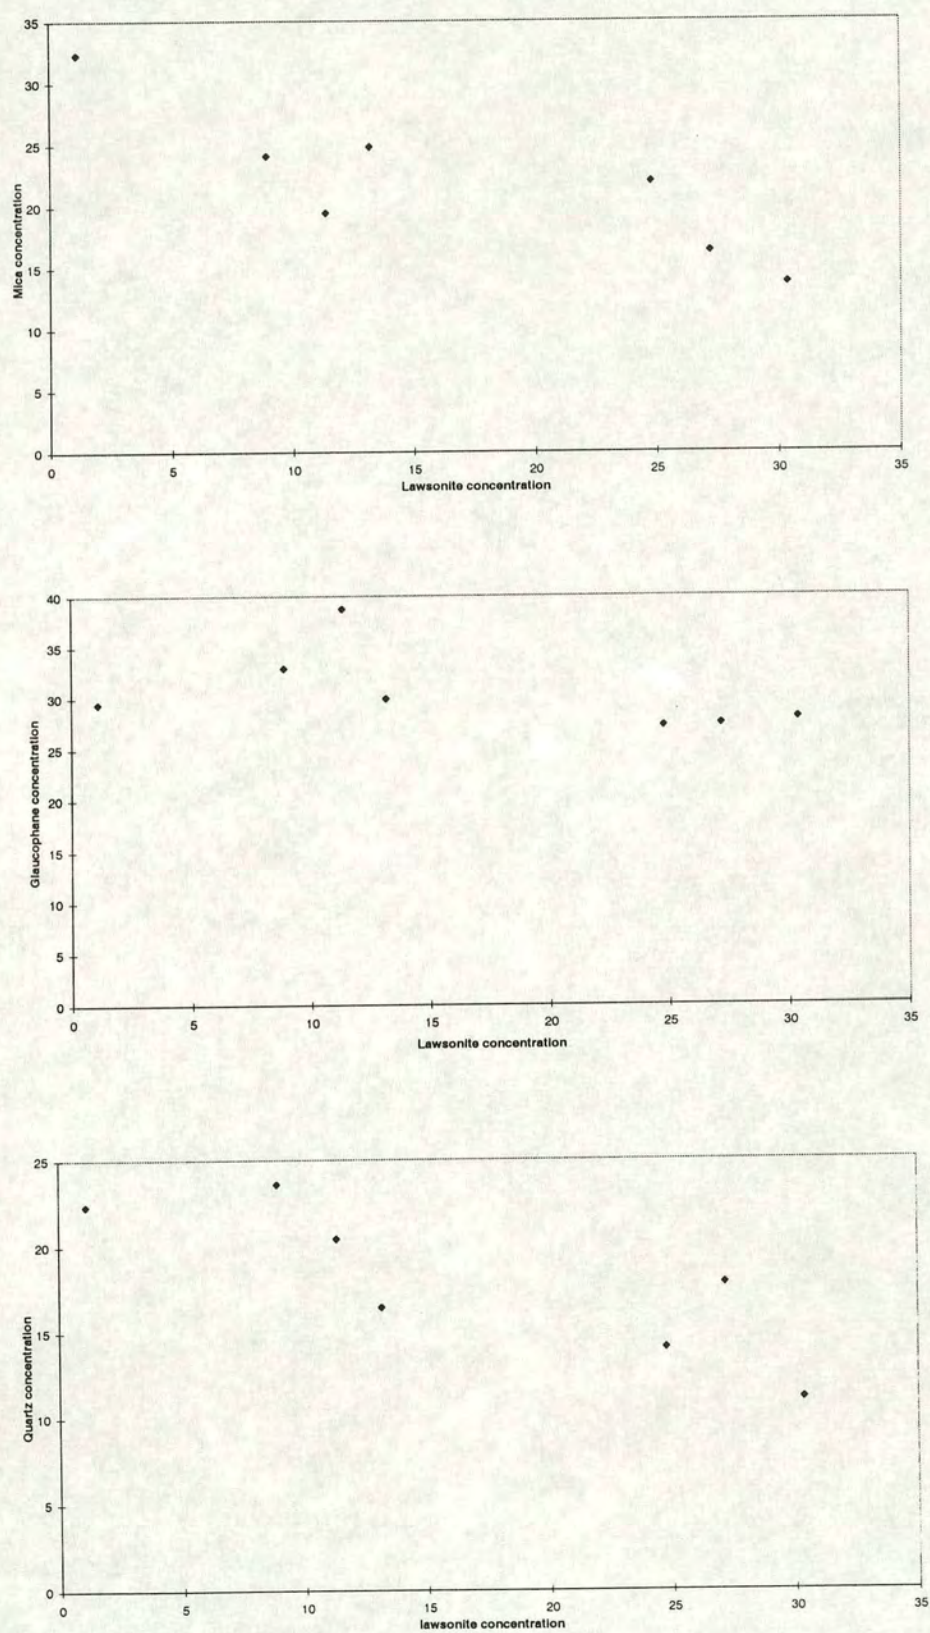 35
30
25
20
15
10
5
0
Mica concentration
0 5 10 15 20 25 30 35
Lawsonite concentration
40
35
30
25
20
15
10
5
0
Glaucophane concentration
0 5 10 15 20 25 30 35
Lawsonite concentration
25
20
15
10
5
0
Quartz concentration
0 5 10 15 20 25 30 35
lawsonite concentration